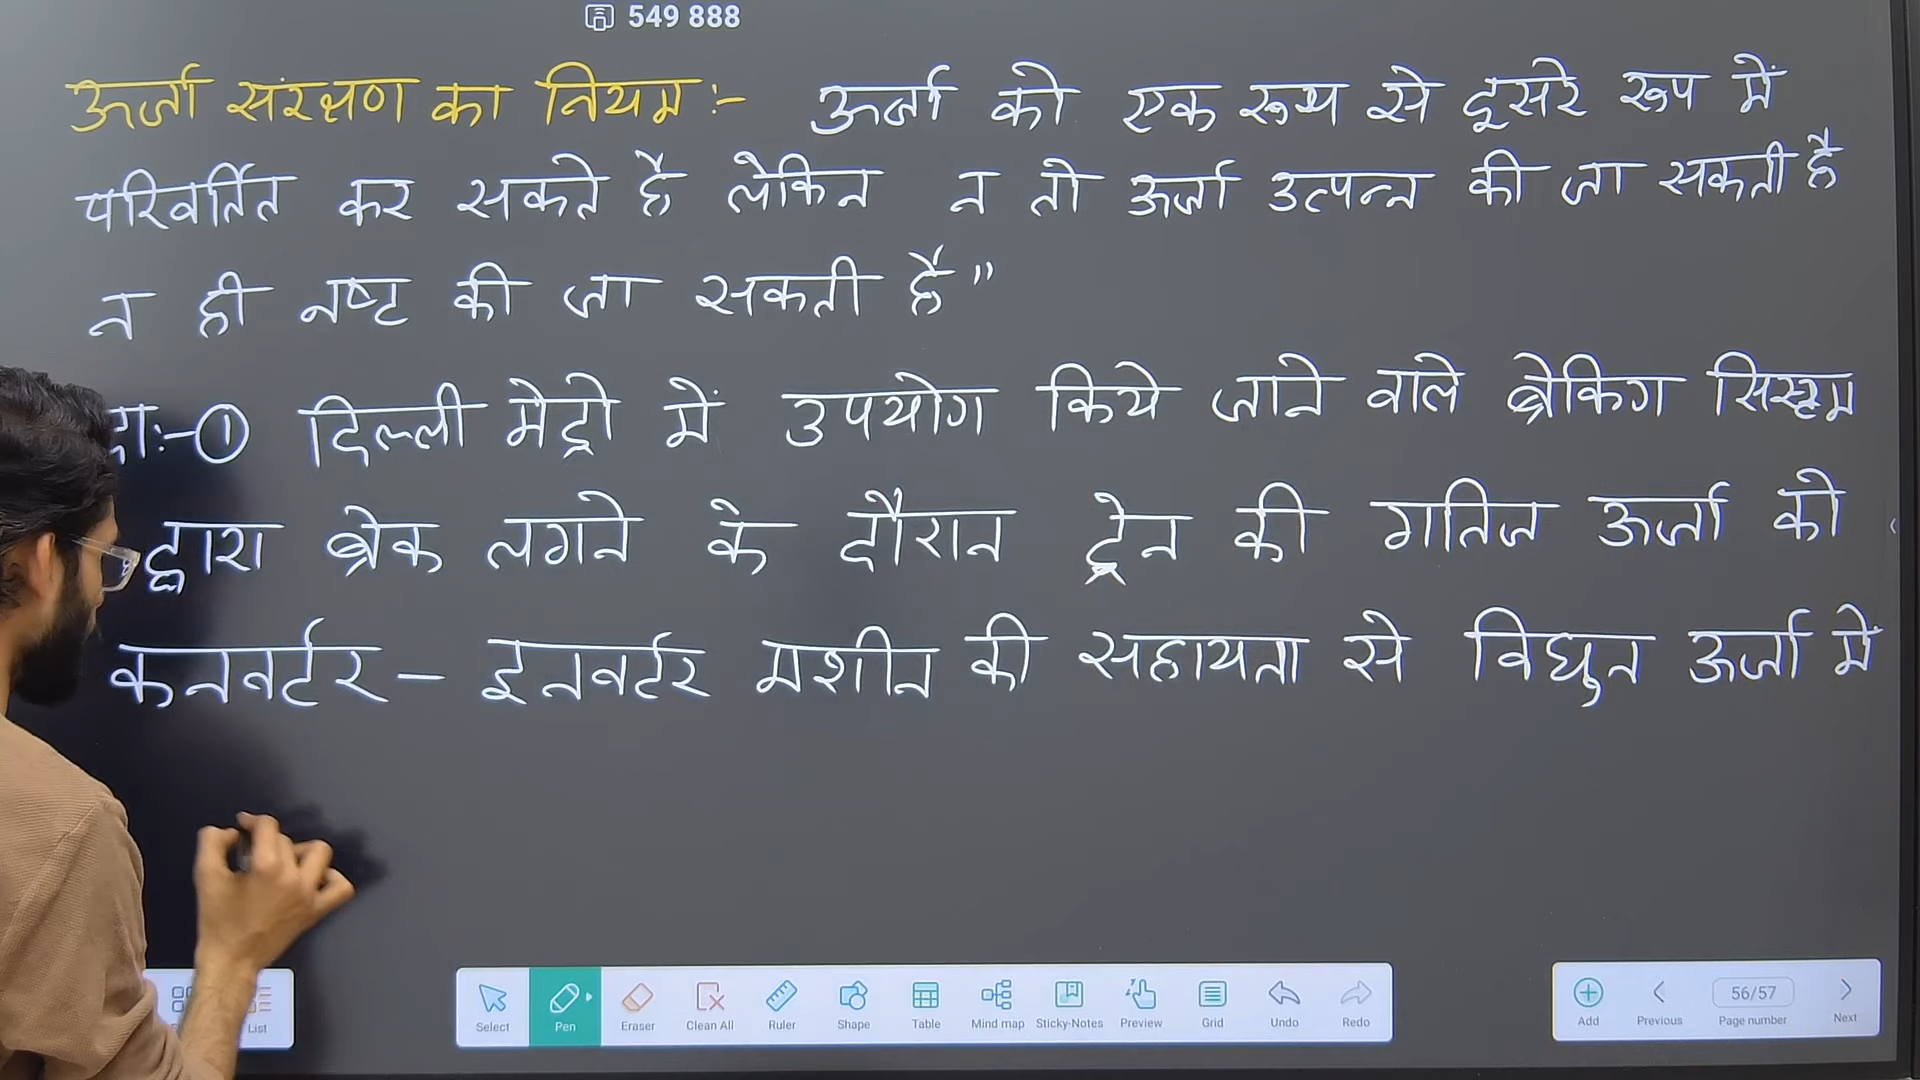 549 888
ऊर्जा संरक्षण का नियम:- ऊर्जा को एक रूप से दूसरे रूप में
परिवर्तित कर सकते है लेकिन न तो ऊर्जा उत्पन्न की जा सकती है
न ही नष्ट की जा सकती है"
दाः-① दिल्ली मेट्रो में उपयोग किये जाने वाले ब्रेकिग सिस्टम
द्वारा ब्रेक लगने के दौरान ट्रेन की गतिज ऊर्जा को
कनवर्टर - इनवर्टर मशीन की सहायता से विधुत ऊर्जा में
List Select Pen Eraser Clean All Ruler Shape Table Mind map Sticky-Notes Preview Grid Undo Redo Add Previous 56/57 Page number Next